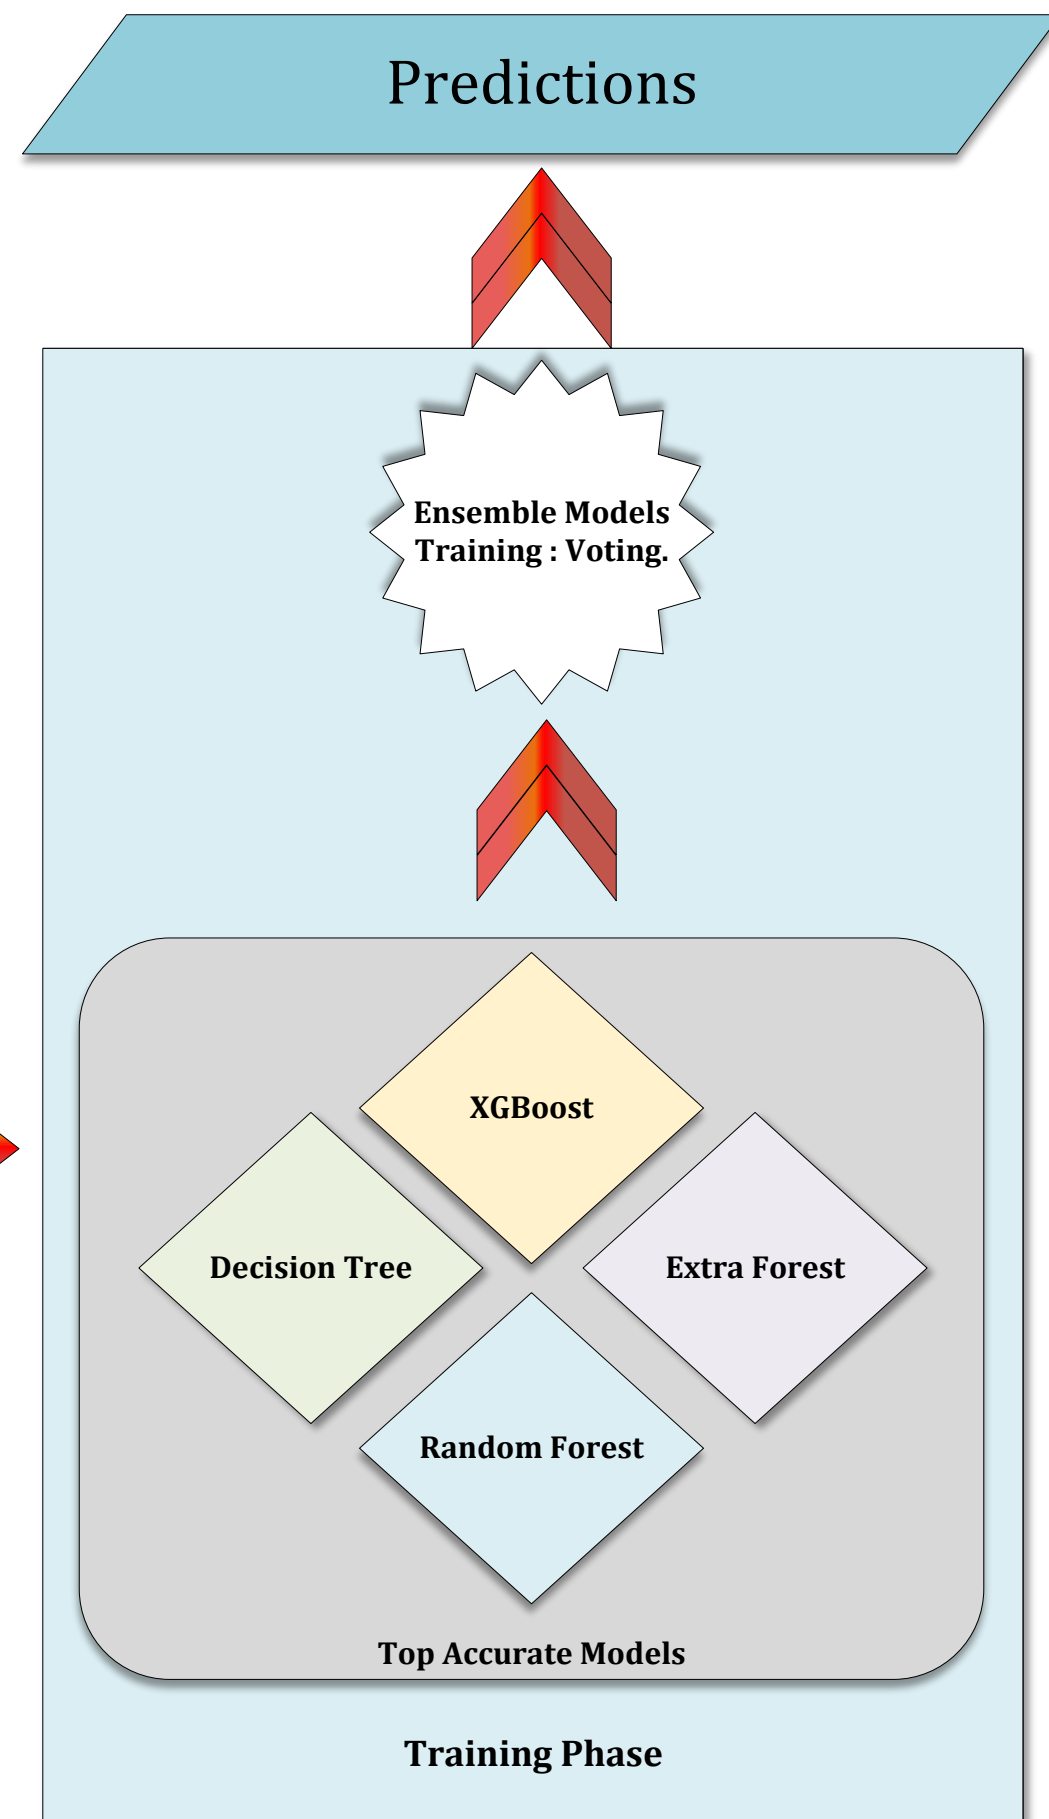 Predictions
Ensemble Models
Training : Voting.
XGBoost
Decision Tree
Extra Forest
Random Forest
Top Accurate Models
Training Phase